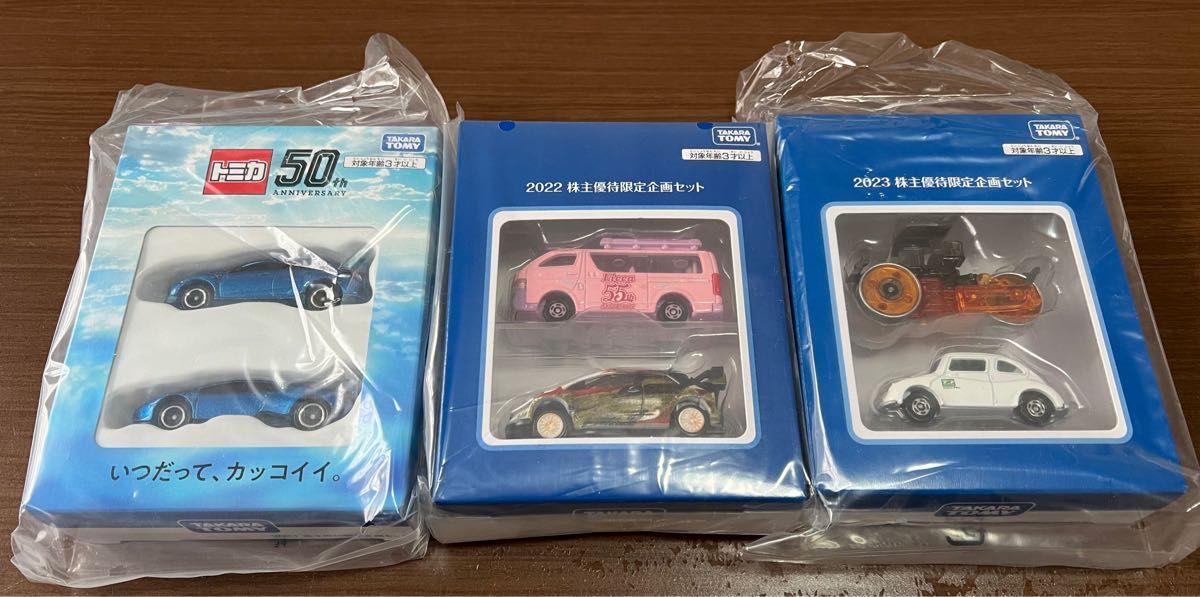 TAKARA TOMY
対象年齢3才以上
トミカ 50th
ANNIVERSARY
いつだって、カッコイイ。
TAKARA TOMY
TAKARA TOMY
対象年齢3才以上
2022 株主優待限定企画セット
Licca
55th
TAKARA TOMY
TAKARA TOMY
対象年齢3才以上
2023 株主優待限定企画セット
TAKARA TOMY